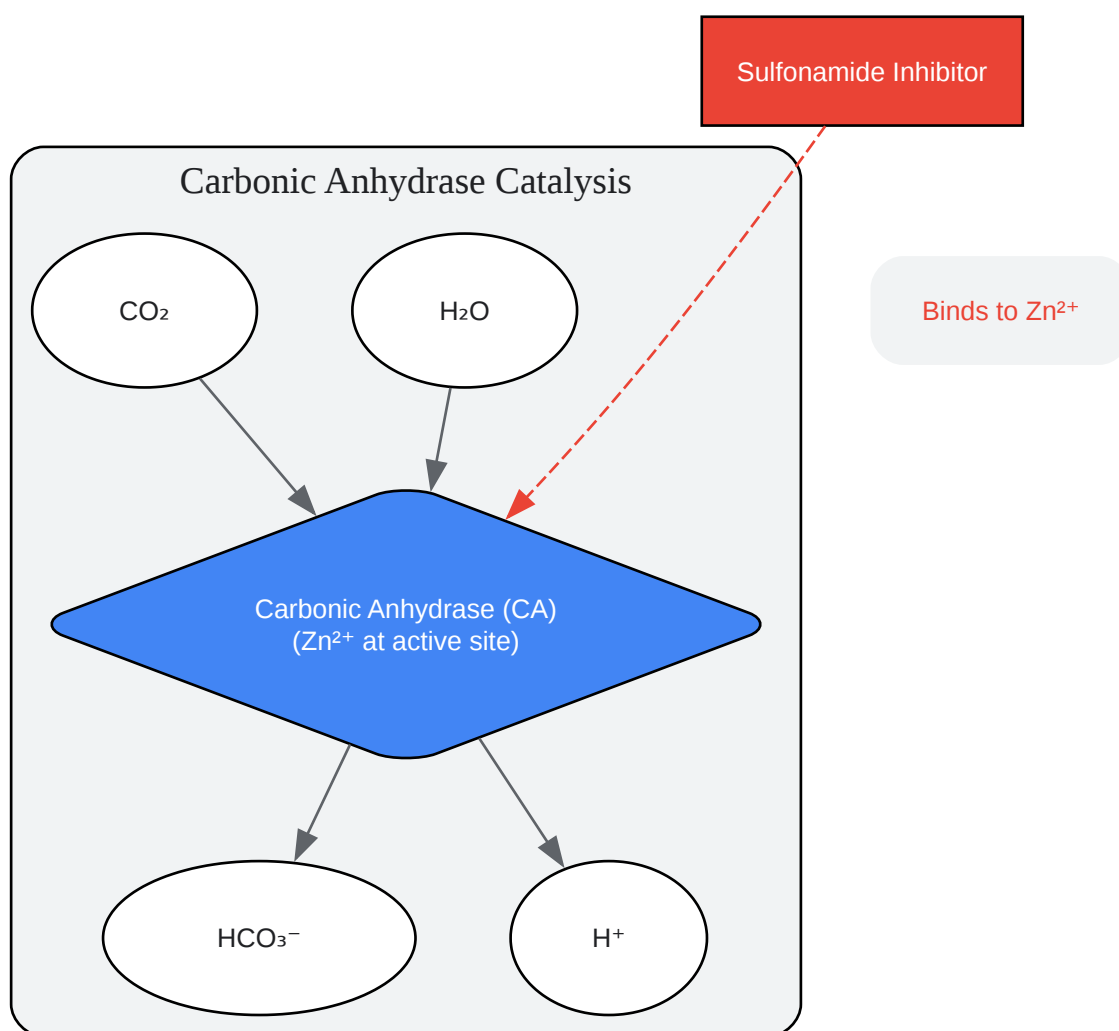 Sulfonamide Inhibitor
Carbonic Anhydrase Catalysis
CO₂
H₂O
Binds to Zn²⁺
Carbonic Anhydrase (CA)
(Zn²⁺ at active site)
HCO₃⁻
H⁺